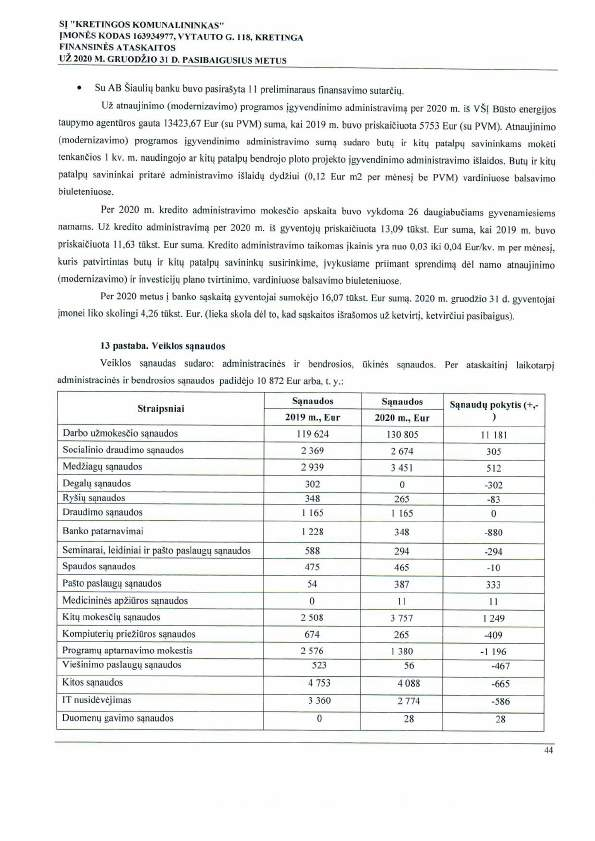 SĮ "KRETINGOS KOMUNALININKAS"
ĮMONĖS KODAS 163934977, VYTAUTO G. 118, KRETINGA
FINANSINĖS ATASKAITOS
UŽ 2020 M. GRUODŽIO 31 D. PASIBAIGUSIUS METUS
• Su AB Šiaulių banku buvo pasirašyta 11 preliminaraus finansavimo sutarčių.
Už atnaujinimo (modernizavimo) programos įgyvendinimo administravimą per 2020 m. iš VŠĮ Būsto energijos
taupymo agentūros gauta 13423,67 Eur (su PVM) suma, kai 2019 m. buvo priskaičiuota 5753 Eur (su PVM). Atnaujinimo
(modernizavimo) programos įgyvendinimo administravimo sumą sudaro butų ir kitų patalpų savininkams mokėti
tenkančios 1 kv. m. naudingojo ar kitų patalpų bendrojo ploto projekto įgyvendinimo administravimo išlaidos. Butų ir kitų
patalpų savininkai pritarė administravimo išlaidų dydžiui (0,12 Eur m2 per mėnesį be PVM) vardiniuose balsavimo
biuleteniuose.
Per 2020 m. kredito administravimo mokesčio apskaita buvo vykdoma 26 daugiabučiams gyvenamiesiems
namams. Už kredito administravimą per 2020 m. iš gyventojų priskaičiuota 13,09 tūkst. Eur suma, kai 2019 m. buvo
priskaičiuota 11,63 tūkst. Eur suma. Kredito administravimo taikomas įkainis yra nuo 0,03 iki 0,04 Eur/kv. m per mėnesį,
kuris patvirtintas butų ir kitų patalpų savininkų susirinkime, įvykusiame priimant sprendimą dėl namo atnaujinimo
(modernizavimo) ir investicijų plano tvirtinimo, vardiniuose balsavimo biuleteniuose.
Per 2020 metus į banko sąskaitą gyventojai sumokėjo 16,07 tūkst. Eur sumą. 2020 m. gruodžio 31 d. gyventojai
įmonei liko skolingi 4,26 tūkst. Eur. (lieka skola dėl to, kad sąskaitos išrašomos už ketvirtį, ketvirčiui pasibaigus).
13 pastaba. Veiklos sąnaudos
Veiklos sąnaudas sudaro: administracinės ir bendrosios, ūkinės sąnaudos. Per ataskaitinį laikotarpį
administracinės ir bendrosios sąnaudos padidėjo 10 872 Eur arba, t. y.:
Straipsniai Sąnaudos 2019 m., Eur Sąnaudos 2020 m., Eur Sąnaudų pokytis (+,-)
Darbo užmokesčio sąnaudos 119 624 130 805 11 181
Socialinio draudimo sąnaudos 2 369 2 674 305
Medžiagų sąnaudos 2 939 3 451 512
Degalų sąnaudos 302 0 -302
Ryšių sąnaudos 348 265 -83
Draudimo sąnaudos 1 165 1 165 0
Banko patarnavimai 1 228 348 -880
Seminarai, leidiniai ir pašto paslaugų sąnaudos 588 294 -294
Spaudos sąnaudos 475 465 -10
Pašto paslaugų sąnaudos 54 387 333
Medicininės apžiūros sąnaudos 0 11 11
Kitų mokesčių sąnaudos 2 508 3 757 1 249
Kompiuterių priežiūros sąnaudos 674 265 -409
Programų aptarnavimo mokestis 2 576 1 380 -1 196
Viešinimo paslaugų sąnaudos 523 56 -467
Kitos sąnaudos 4 753 4 088 -665
IT nusidėvėjimas 3 360 2 774 -586
Duomenų gavimo sąnaudos 0 28 28
44